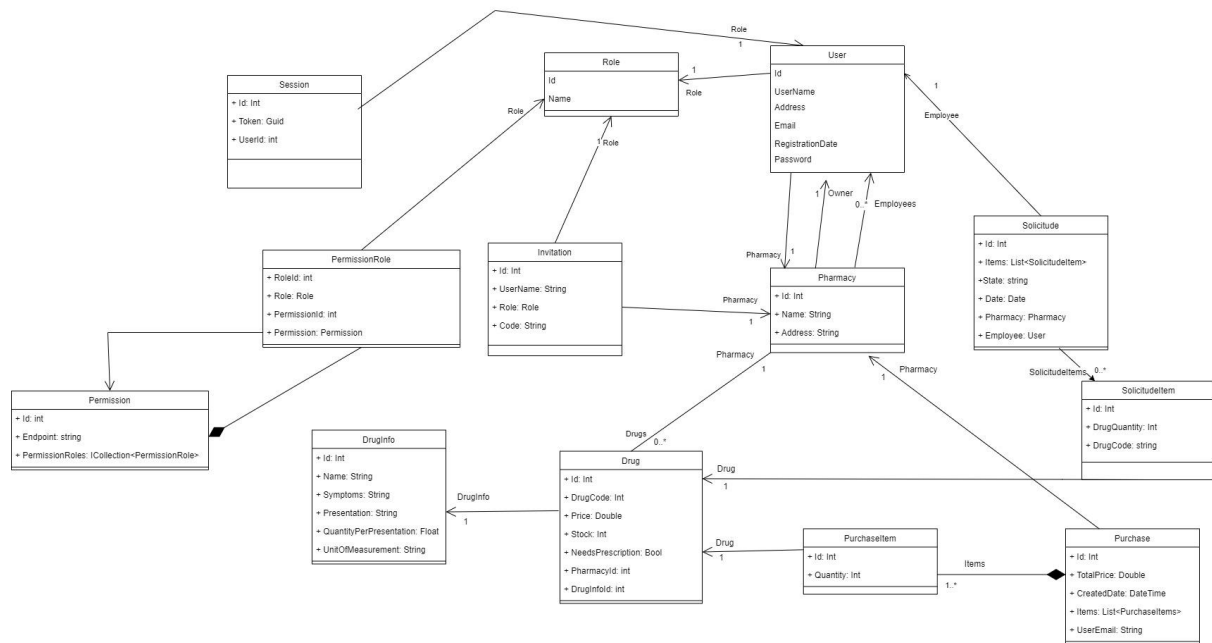 Role
1
User
Id
UserName
Address
Email
RegistrationDate
Password
Role
Id
Name
1
Role
Session
+ Id: Int
+ Token: Guid
+ UserId: int
1
Employee
Role
1 Role
1
Owner
0..*
Employees
Solicitude
+ Id: Int
+ Items: List<SolicitudeItem>
+State: string
+ Date: Date
+ Pharmacy: Pharmacy
+ Employee: User
PermissionRole
+ RoleId: int
+ Role: Role
+ PermissionId: int
+ Permission: Permission
Invitation
+ Id: Int
+ UserName: String
+ Role: Role
+ Code: String
Pharmacy
1
Pharmacy
+ Id: Int
+ Name: String
+ Address: String
Pharmacy
1
Pharmacy
1
Pharmacy
1
SolicitudeItems
0..*
SolicitudeItem
+ Id: Int
+ DrugQuantity: Int
+ DrugCode: string
Permission
+ Id: int
+ Endpoint: string
+ PermissionRoles: ICollection<PermissionRole>
DrugInfo
+ Id: Int
+ Name: String
+ Symptoms: String
+ Presentation: String
+ QuantityPerPresentation: Float
+ UnitOfMeasurement: String
Drugs
0..*
DrugInfo
1
Drug
+ Id: Int
+ DrugCode: Int
+ Price: Double
+ Stock: Int
+ NeedsPrescription: Bool
+ PharmacyId: int
+ DrugInfoId: int
Drug
1
Drug
1
PurchaseItem
+ Id: Int
+ Quantity: Int
Items
1..*
Purchase
+ Id: Int
+ TotalPrice: Double
+ CreatedDate: DateTime
+ Items: List<PurchaseItems>
+ UserEmail: String